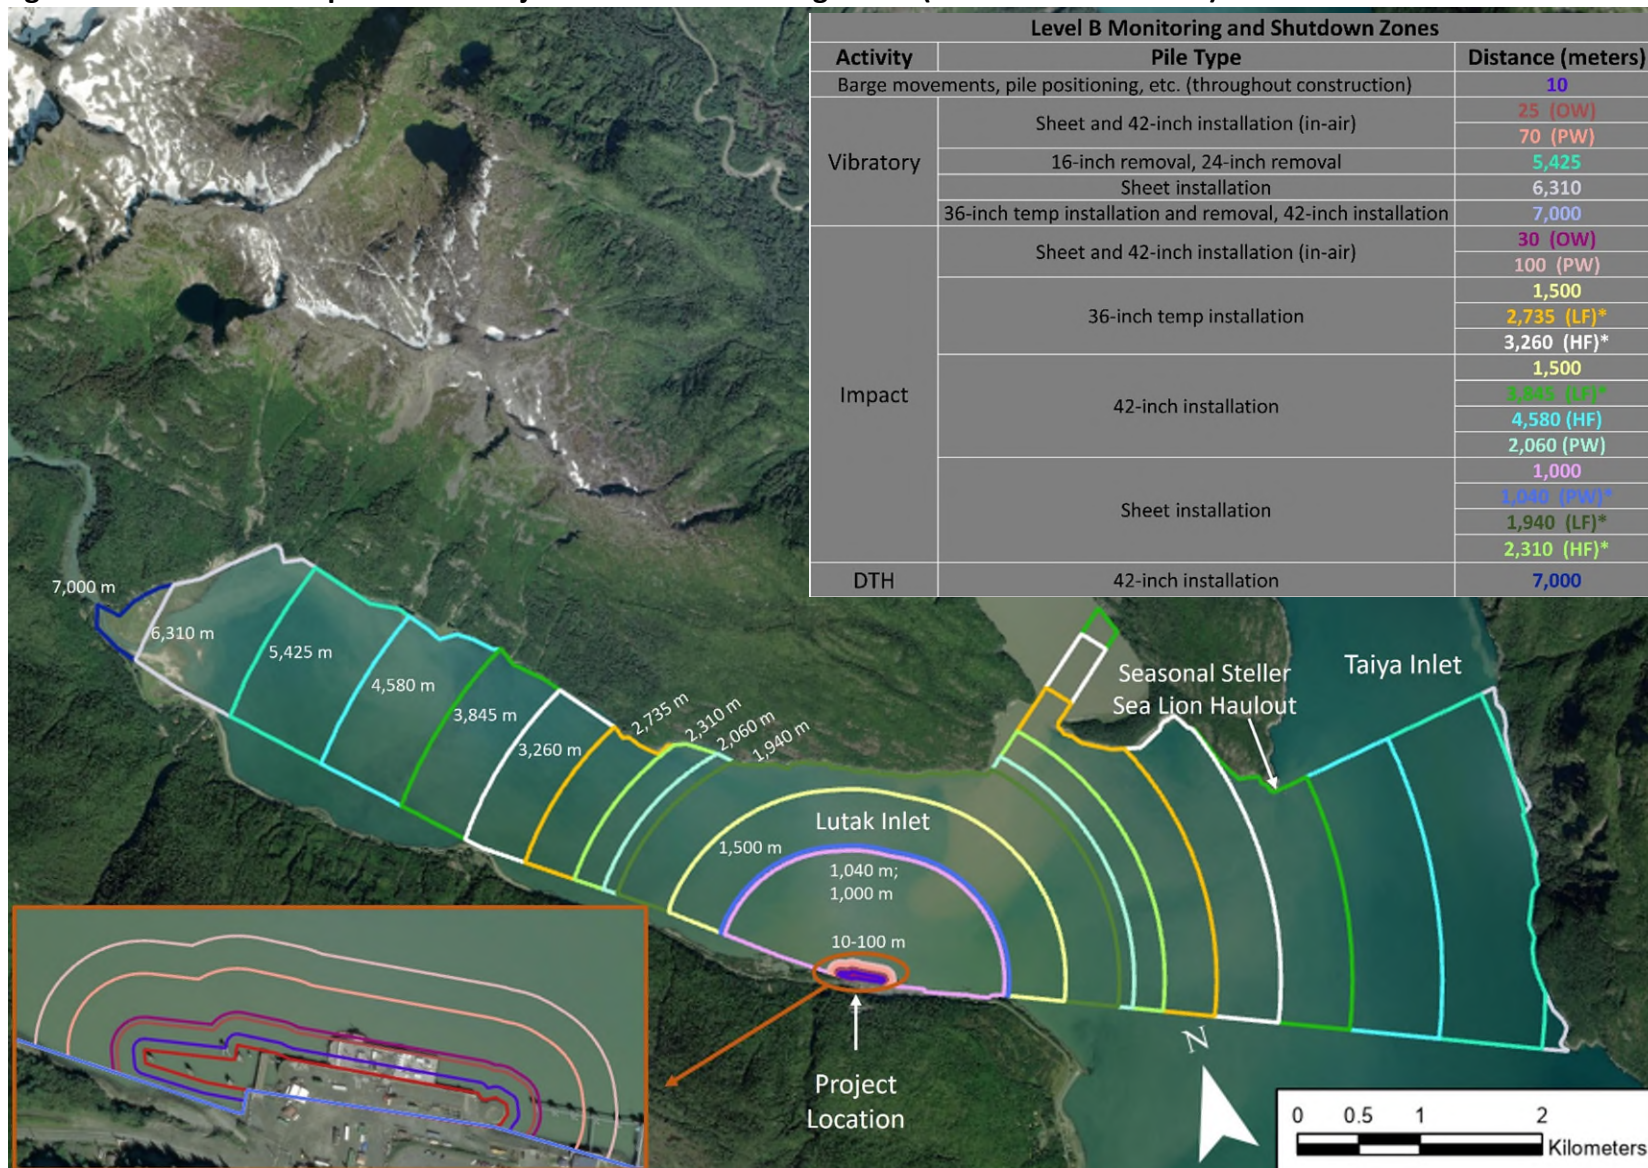 Level B Monitoring and Shutdown Zones
Activity Pile Type Distance (meters)
Barge movements, pile positioning, etc. (throughout construction) 10
Vibratory
Sheet and 42-inch installation (in-air)
25 (OW)
70 (PW)
16-inch removal, 24-inch removal 5,425
Sheet installation 6,310
36-inch temp installation and removal, 42-inch installation 7,000
Impact
Sheet and 42-inch installation (in-air)
30 (OW)
100 (PW)
36-inch temp installation
1,500
2,735 (LF)*
3,260 (HF)*
42-inch installation
1,500
3,845 (LF)*
4,580 (HF)
2,060 (PW)
Sheet installation
1,000
1,040 (PW)*
1,940 (LF)*
2,310 (HF)*
DTH 42-inch installation 7,000
7,000 m
6,310 m
5,425 m
4,580 m
3,845 m
3,260 m
2,735 m
2,310 m
2,060 m
1,940 m
Seasonal Steller
Sea Lion Haulout
Taiya Inlet
Lutak Inlet
1,500 m
1,040 m;
1,000 m
10-100 m
Project
Location
N
0 0.5 1 2
Kilometers